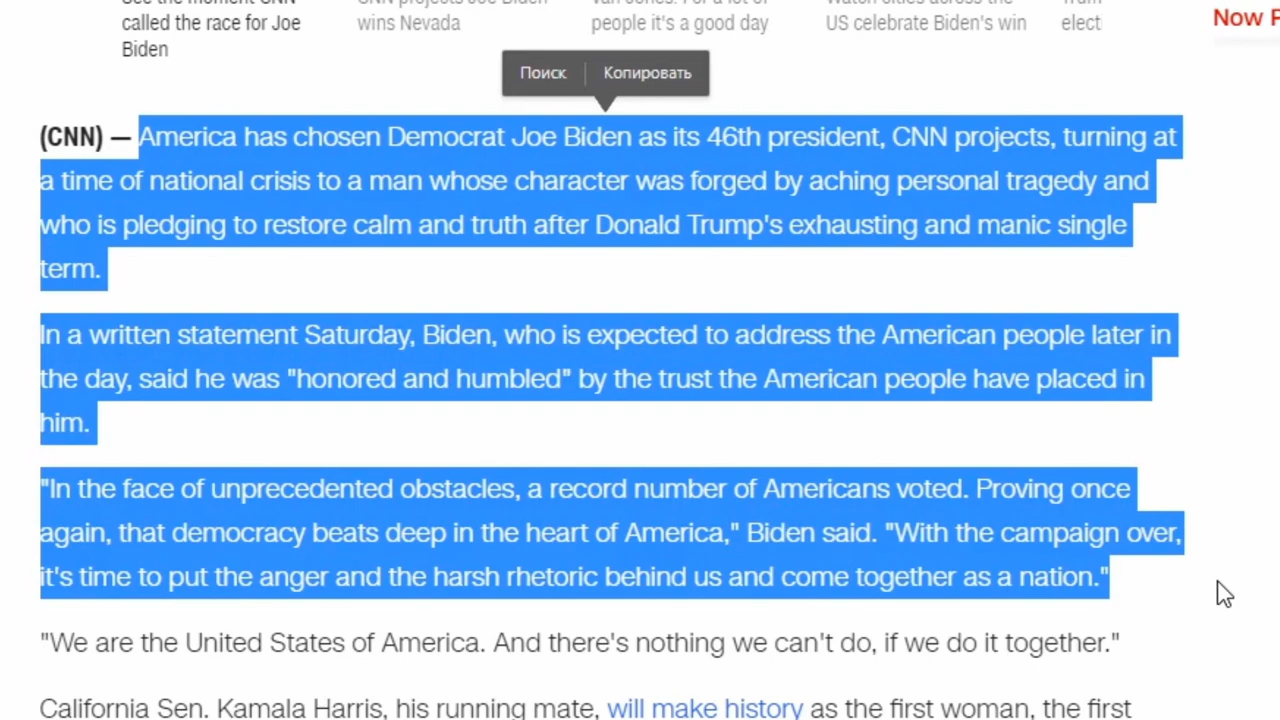 called the race for Joe
Biden
wins Nevada
people it's a good day
US celebrate Biden's win
elect
Now
Поиск
Копировать
(CNN) — America has chosen Democrat Joe Biden as its 46th president, CNN projects, turning at
a time of national crisis to a man whose character was forged by aching personal tragedy and
who is pledging to restore calm and truth after Donald Trump's exhausting and manic single
term.
In a written statement Saturday, Biden, who is expected to address the American people later in
the day, said he was "honored and humbled" by the trust the American people have placed in
him.
"In the face of unprecedented obstacles, a record number of Americans voted. Proving once
again, that democracy beats deep in the heart of America," Biden said. "With the campaign over,
it's time to put the anger and the harsh rhetoric behind us and come together as a nation."
"We are the United States of America. And there's nothing we can't do, if we do it together."
California Sen. Kamala Harris, his running mate, will make history as the first woman, the first